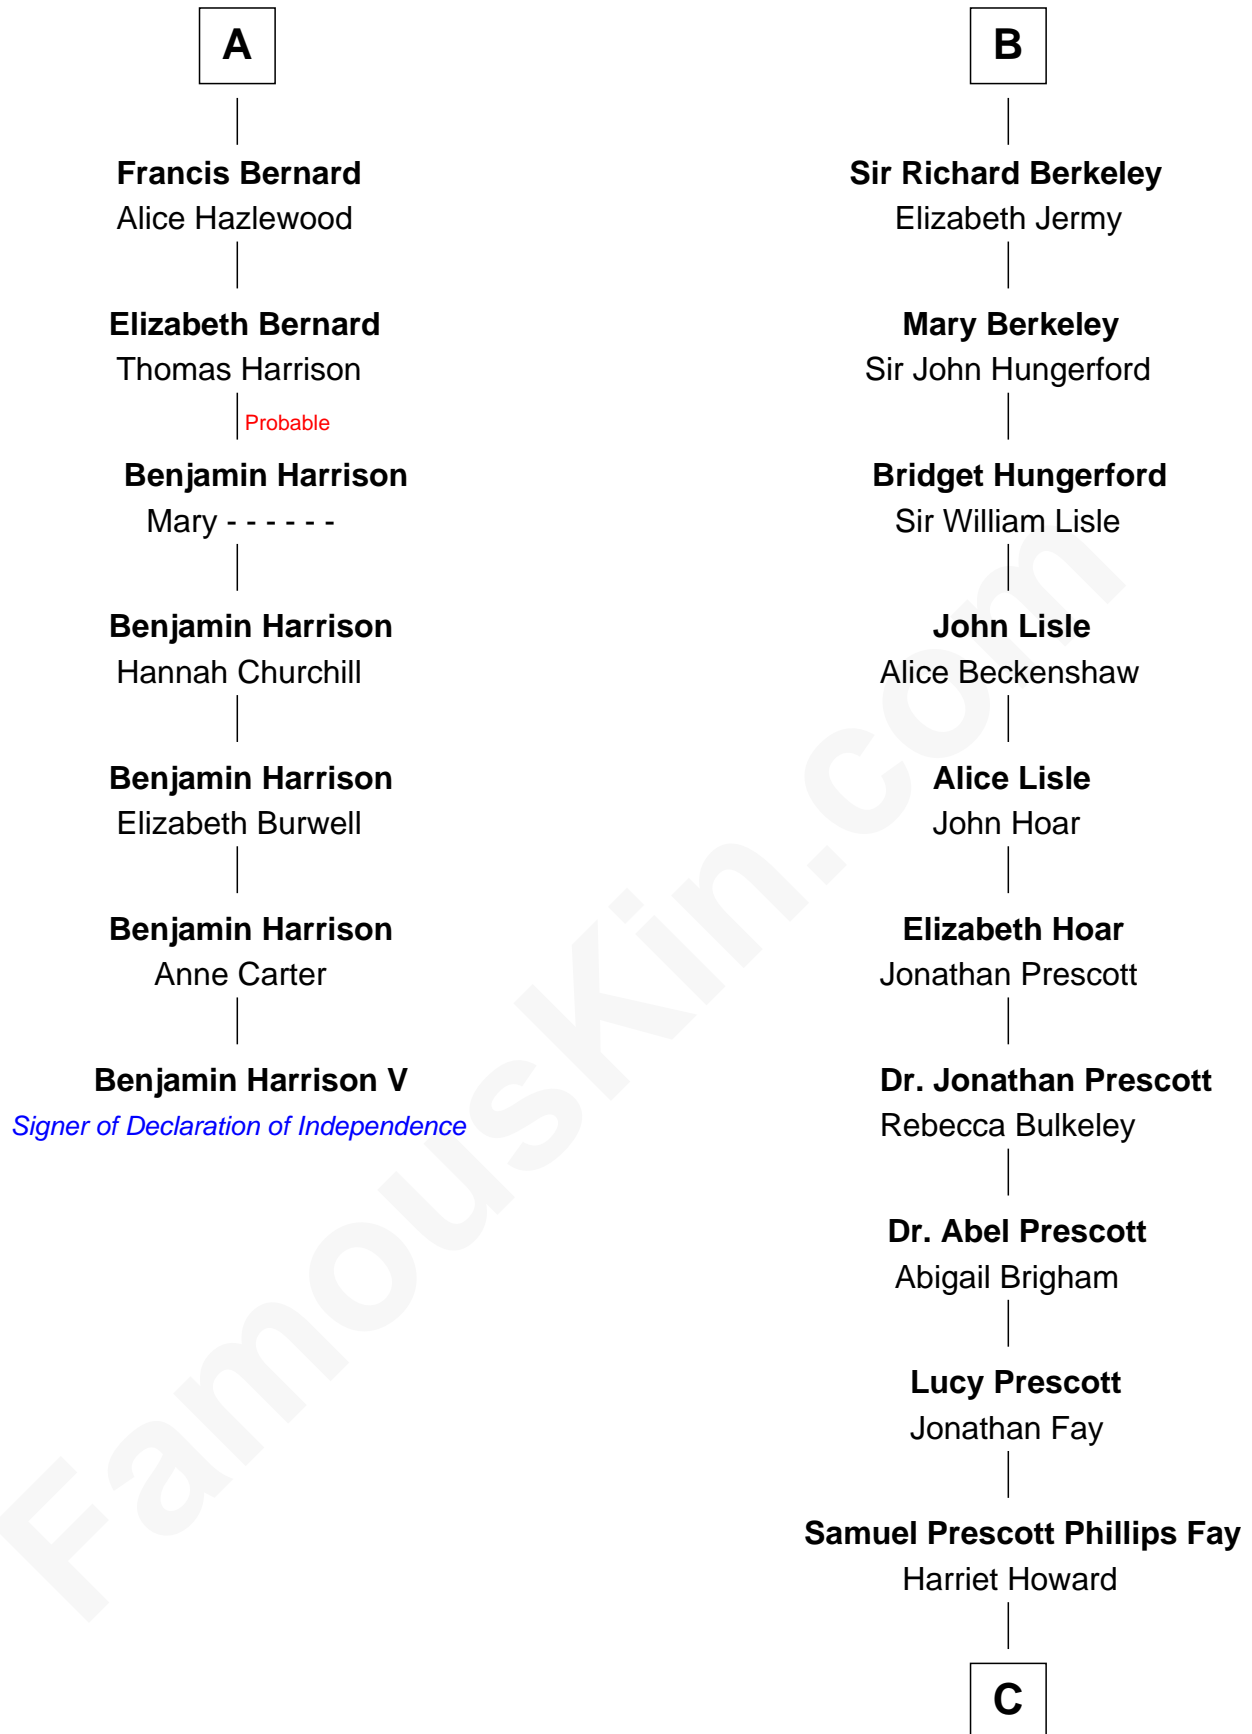 A
Francis Bernard
Alice Hazlewood
Elizabeth Bernard
Thomas Harrison
Probable
Benjamin Harrison
Mary - - - - - -
Benjamin Harrison
Hannah Churchill
Benjamin Harrison
Elizabeth Burwell
Benjamin Harrison
Anne Carter
Benjamin Harrison V
Signer of Declaration of Independence
B
Sir Richard Berkeley
Elizabeth Jermy
Mary Berkeley
Sir John Hungerford
Bridget Hungerford
Sir William Lisle
John Lisle
Alice Beckenshaw
Alice Lisle
John Hoar
Elizabeth Hoar
Jonathan Prescott
Dr. Jonathan Prescott
Rebecca Bulkeley
Dr. Abel Prescott
Abigail Brigham
Lucy Prescott
Jonathan Fay
Samuel Prescott Phillips Fay
Harriet Howard
C
FamousKin.com